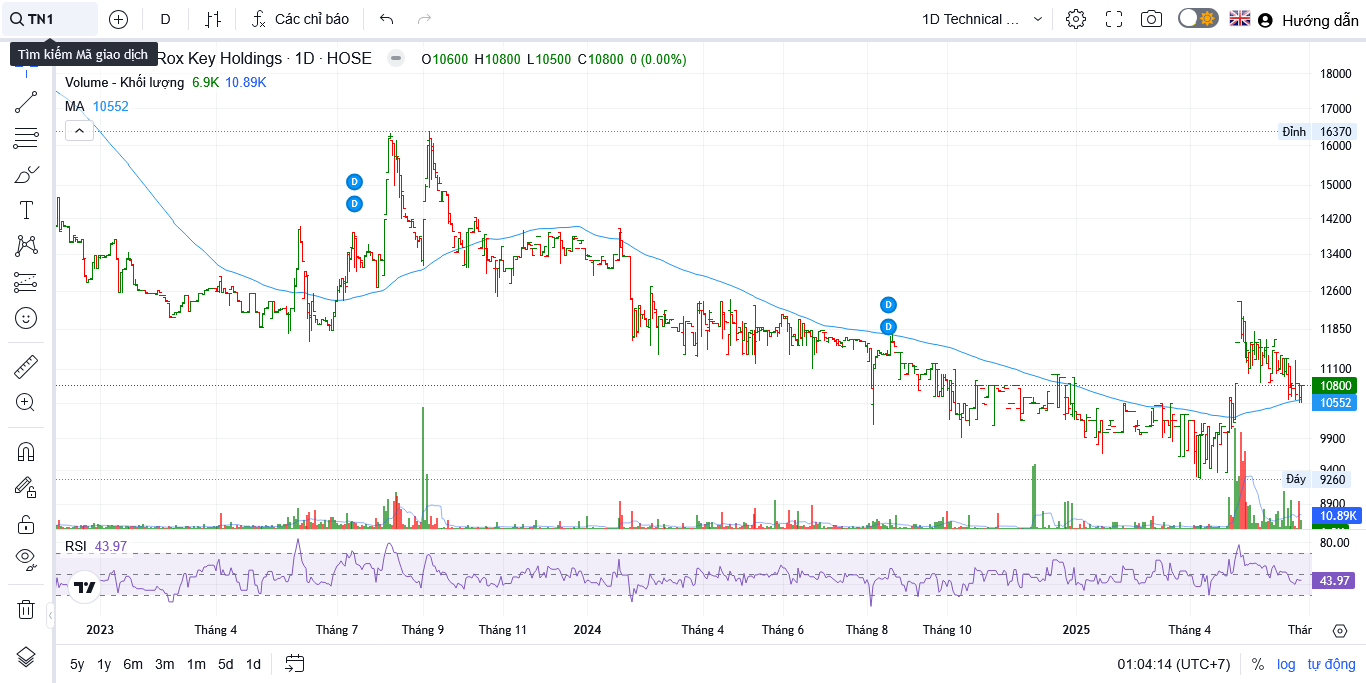 TN1
D
Các chỉ báo
1D Technical ...
Hướng dẫn
Tìm kiếm Mã giao dịch
Rox Key Holdings · 1D · HOSE
O10600 H10800 L10500 C10800 0 (0.00%)
Volume - Khối lượng 6.9K 10.89K
MA 10552
18000
17000
Đỉnh 16370
16000
15000
D
D
14200
13400
12600
D
D
11850
11100
10800
10552
9900
9400
Đáy 9260
8900
10.89K
RSI 43.97
80.00
43.97
2023 Tháng 4 Tháng 7 Tháng 9 Tháng 11 2024 Tháng 4 Tháng 6 Tháng 8 Tháng 10 2025 Tháng 4 Thár
5y 1y 6m 3m 1m 5d 1d
01:04:14 (UTC+7) % log tự động